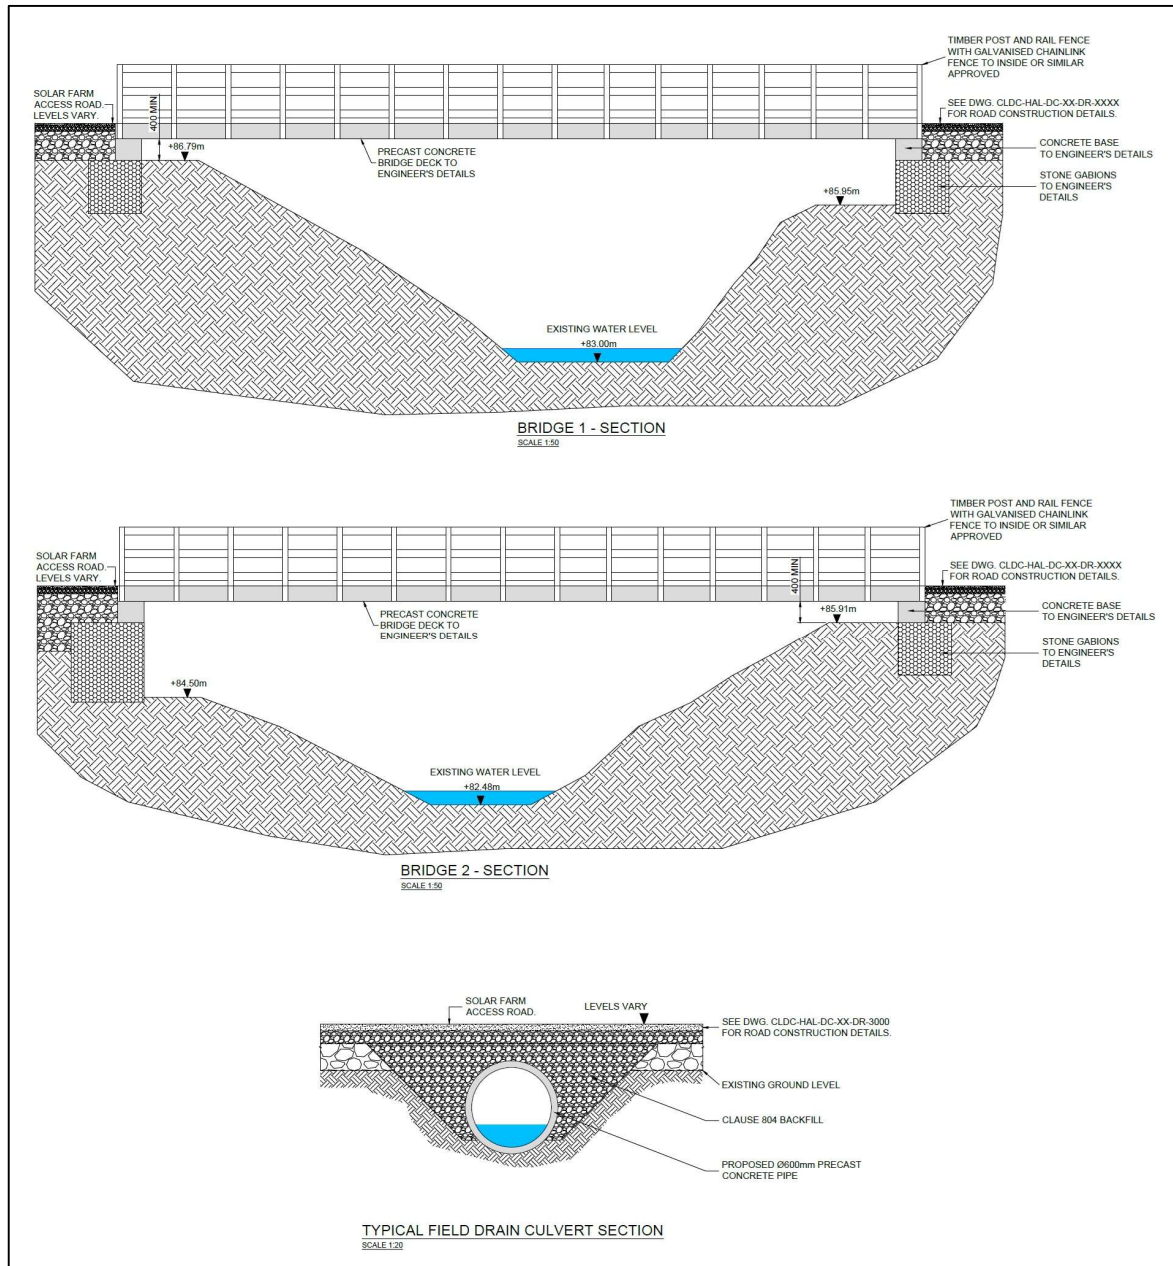 TIMBER POST AND RAIL FENCE
WITH GALVANISED CHAINLINK
FENCE TO INSIDE OR SIMILAR
APPROVED
SOLAR FARM
ACCESS ROAD.
LEVELS VARY.
400 MIN
SEE DWG. CLDC-HAL-DC-XX-DR-XXXX
FOR ROAD CONSTRUCTION DETAILS.
+86.79m
PRECAST CONCRETE
BRIDGE DECK TO
ENGINEER'S DETAILS
CONCRETE BASE
TO ENGINEER'S DETAILS
STONE GABIONS
TO ENGINEER'S
DETAILS
+85.95m
EXISTING WATER LEVEL
+83.00m
BRIDGE 1 - SECTION
SCALE 1:50
TIMBER POST AND RAIL FENCE
WITH GALVANISED CHAINLINK
FENCE TO INSIDE OR SIMILAR
APPROVED
SOLAR FARM
ACCESS ROAD.
LEVELS VARY.
400 MIN
SEE DWG. CLDC-HAL-DC-XX-DR-XXXX
FOR ROAD CONSTRUCTION DETAILS.
PRECAST CONCRETE
BRIDGE DECK TO
ENGINEER'S DETAILS
+85.91m
CONCRETE BASE
TO ENGINEER'S DETAILS
STONE GABIONS
TO ENGINEER'S
DETAILS
+84.50m
EXISTING WATER LEVEL
+82.48m
BRIDGE 2 - SECTION
SCALE 1:50
SOLAR FARM
ACCESS ROAD.
LEVELS VARY
SEE DWG. CLDC-HAL-DC-XX-DR-3000
FOR ROAD CONSTRUCTION DETAILS.
EXISTING GROUND LEVEL
CLAUSE 804 BACKFILL
PROPOSED Ø600mm PRECAST
CONCRETE PIPE
TYPICAL FIELD DRAIN CULVERT SECTION
SCALE 1:20